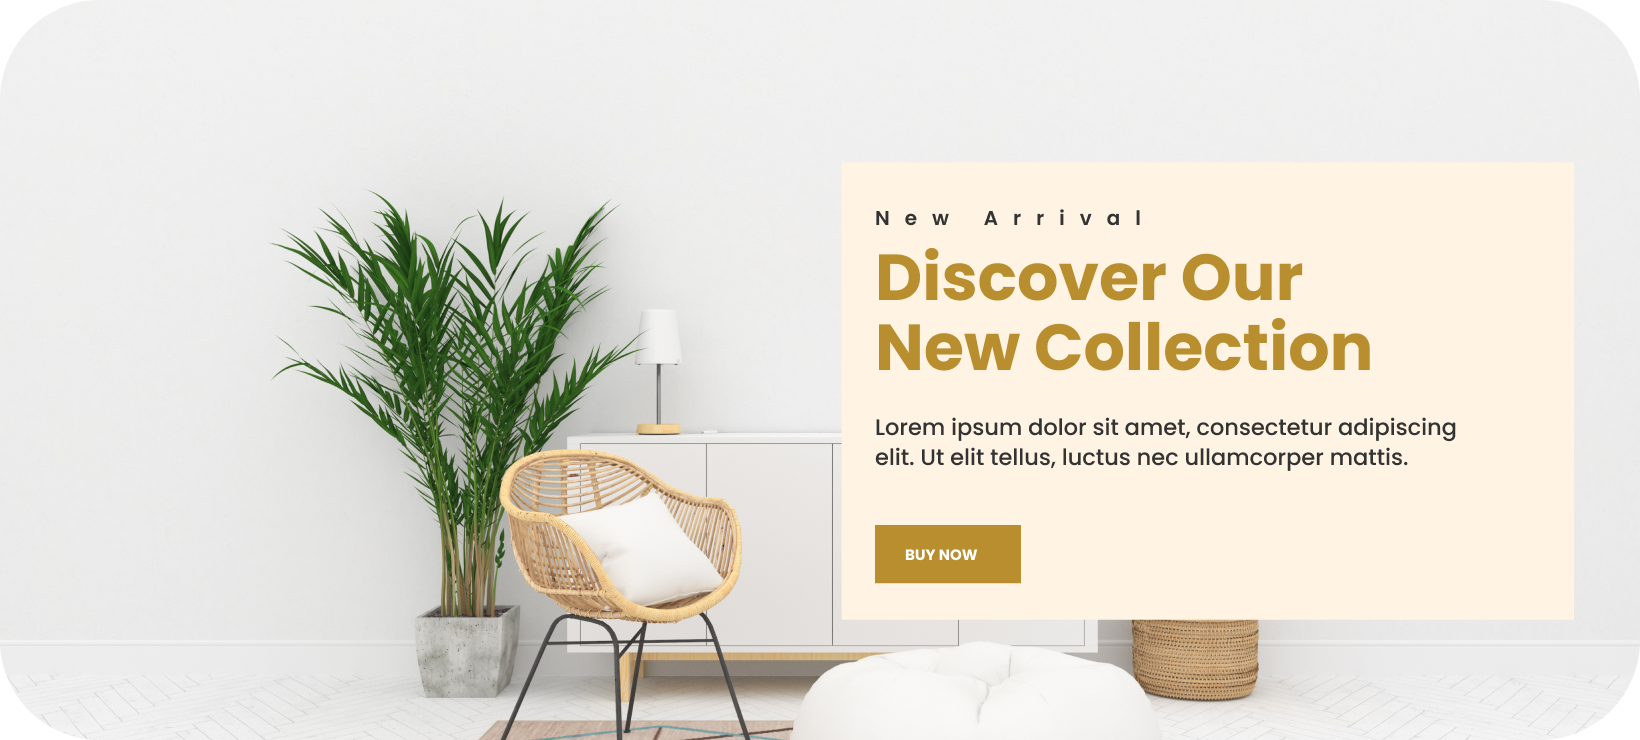 New Arrival
Discover Our
New Collection
Lorem ipsum dolor sit amet, consectetur adipiscing
elit. Ut elit tellus, luctus nec ullamcorper mattis.
BUY NOW